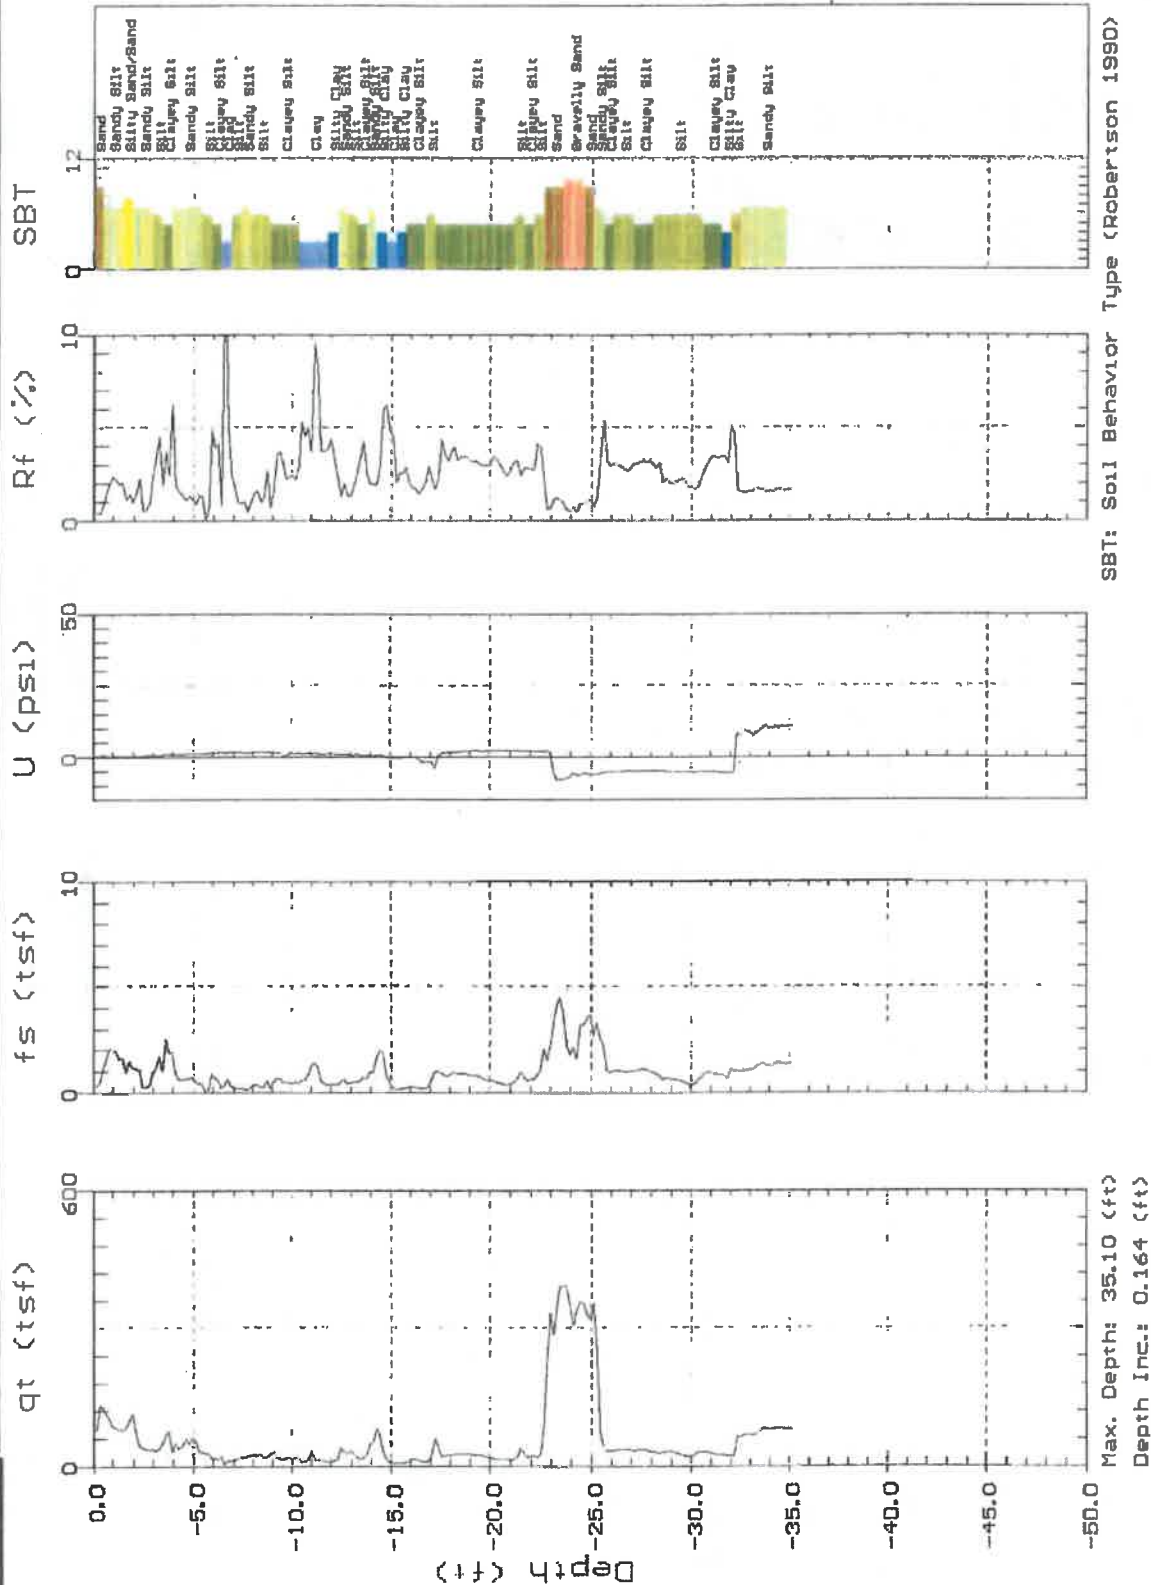 qt (tsf)
0
600
fs (tsf)
0
10
U (psi)
0
50
Rf (%)
0
10
SBT
0
12
Depth (ft)
0.0
-5.0
-10.0
-15.0
-20.0
-25.0
-30.0
-35.0
-40.0
-45.0
-50.0
Sand
Sandy Silt
Silty Sand/Sand
Sandy Silt
Silt
Clayey Silt
Sandy Silt
Silt
Clayey Silt
Sandy Silt
Silt
Clayey Silt
Clay
Silty Clay
Sandy Silt
Silt
Clayey Silt
Silty Clay
Clay
Silty Clay
Clayey Silt
Silt
Clayey Silt
Silt
Clayey Silt
Silt
Sand
Gravelly Sand
Sand
Sandy Silt
Clayey Silt
Silt
Clayey Silt
Silt
Clayey Silt
Silty Clay
Silt
Sandy Silt
Max. Depth: 35.10 (ft)
Depth Inc.: 0.164 (ft)
SBT: Soil Behavior Type (Robertson 1990)